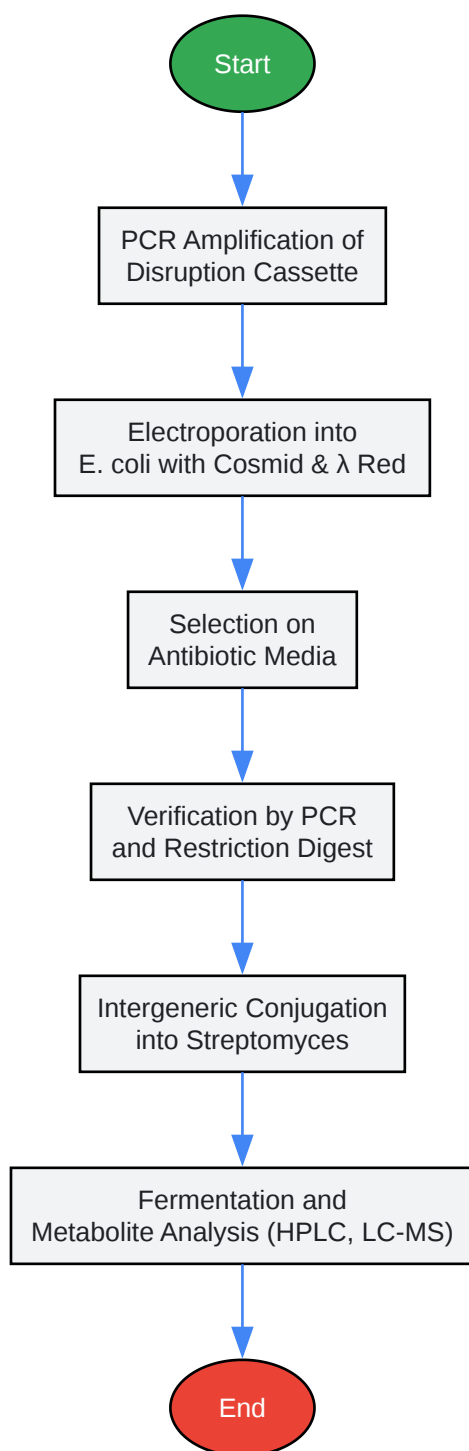 Start
PCR Amplification of
Disruption Cassette
Electroporation into
E. coli with Cosmid & λ Red
Selection on
Antibiotic Media
Verification by PCR
and Restriction Digest
Intergeneric Conjugation
into Streptomyces
Fermentation and
Metabolite Analysis (HPLC, LC-MS)
End